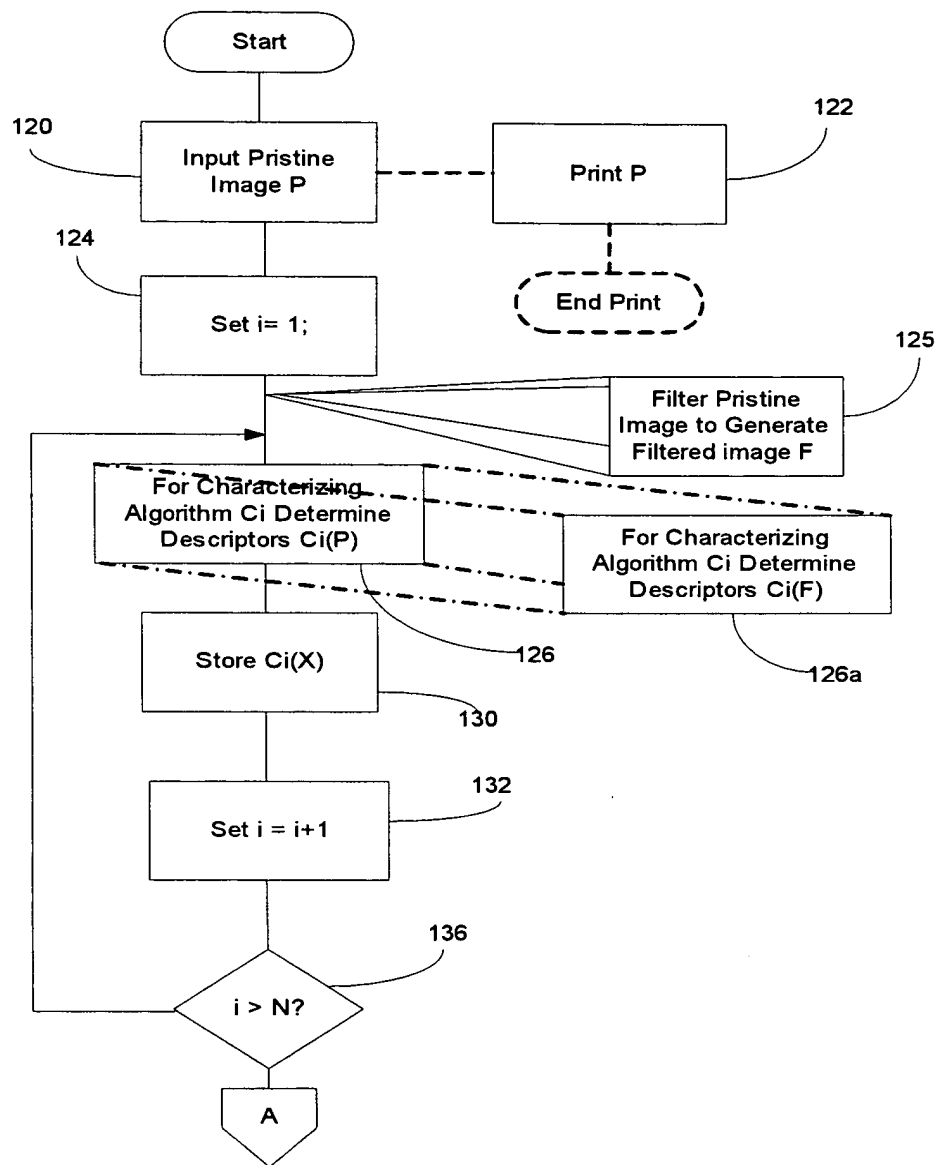 Start
120
Input Pristine
Image P
122
Print P
124
End Print
Set i= 1;
125
Filter Pristine
Image to Generate
Filtered image F
For Characterizing
Algorithm Ci Determine
Descriptors Ci(P)
For Characterizing
Algorithm Ci Determine
Descriptors Ci(F)
126
126a
Store Ci(X)
130
132
Set i = i+1
136
i > N?
A